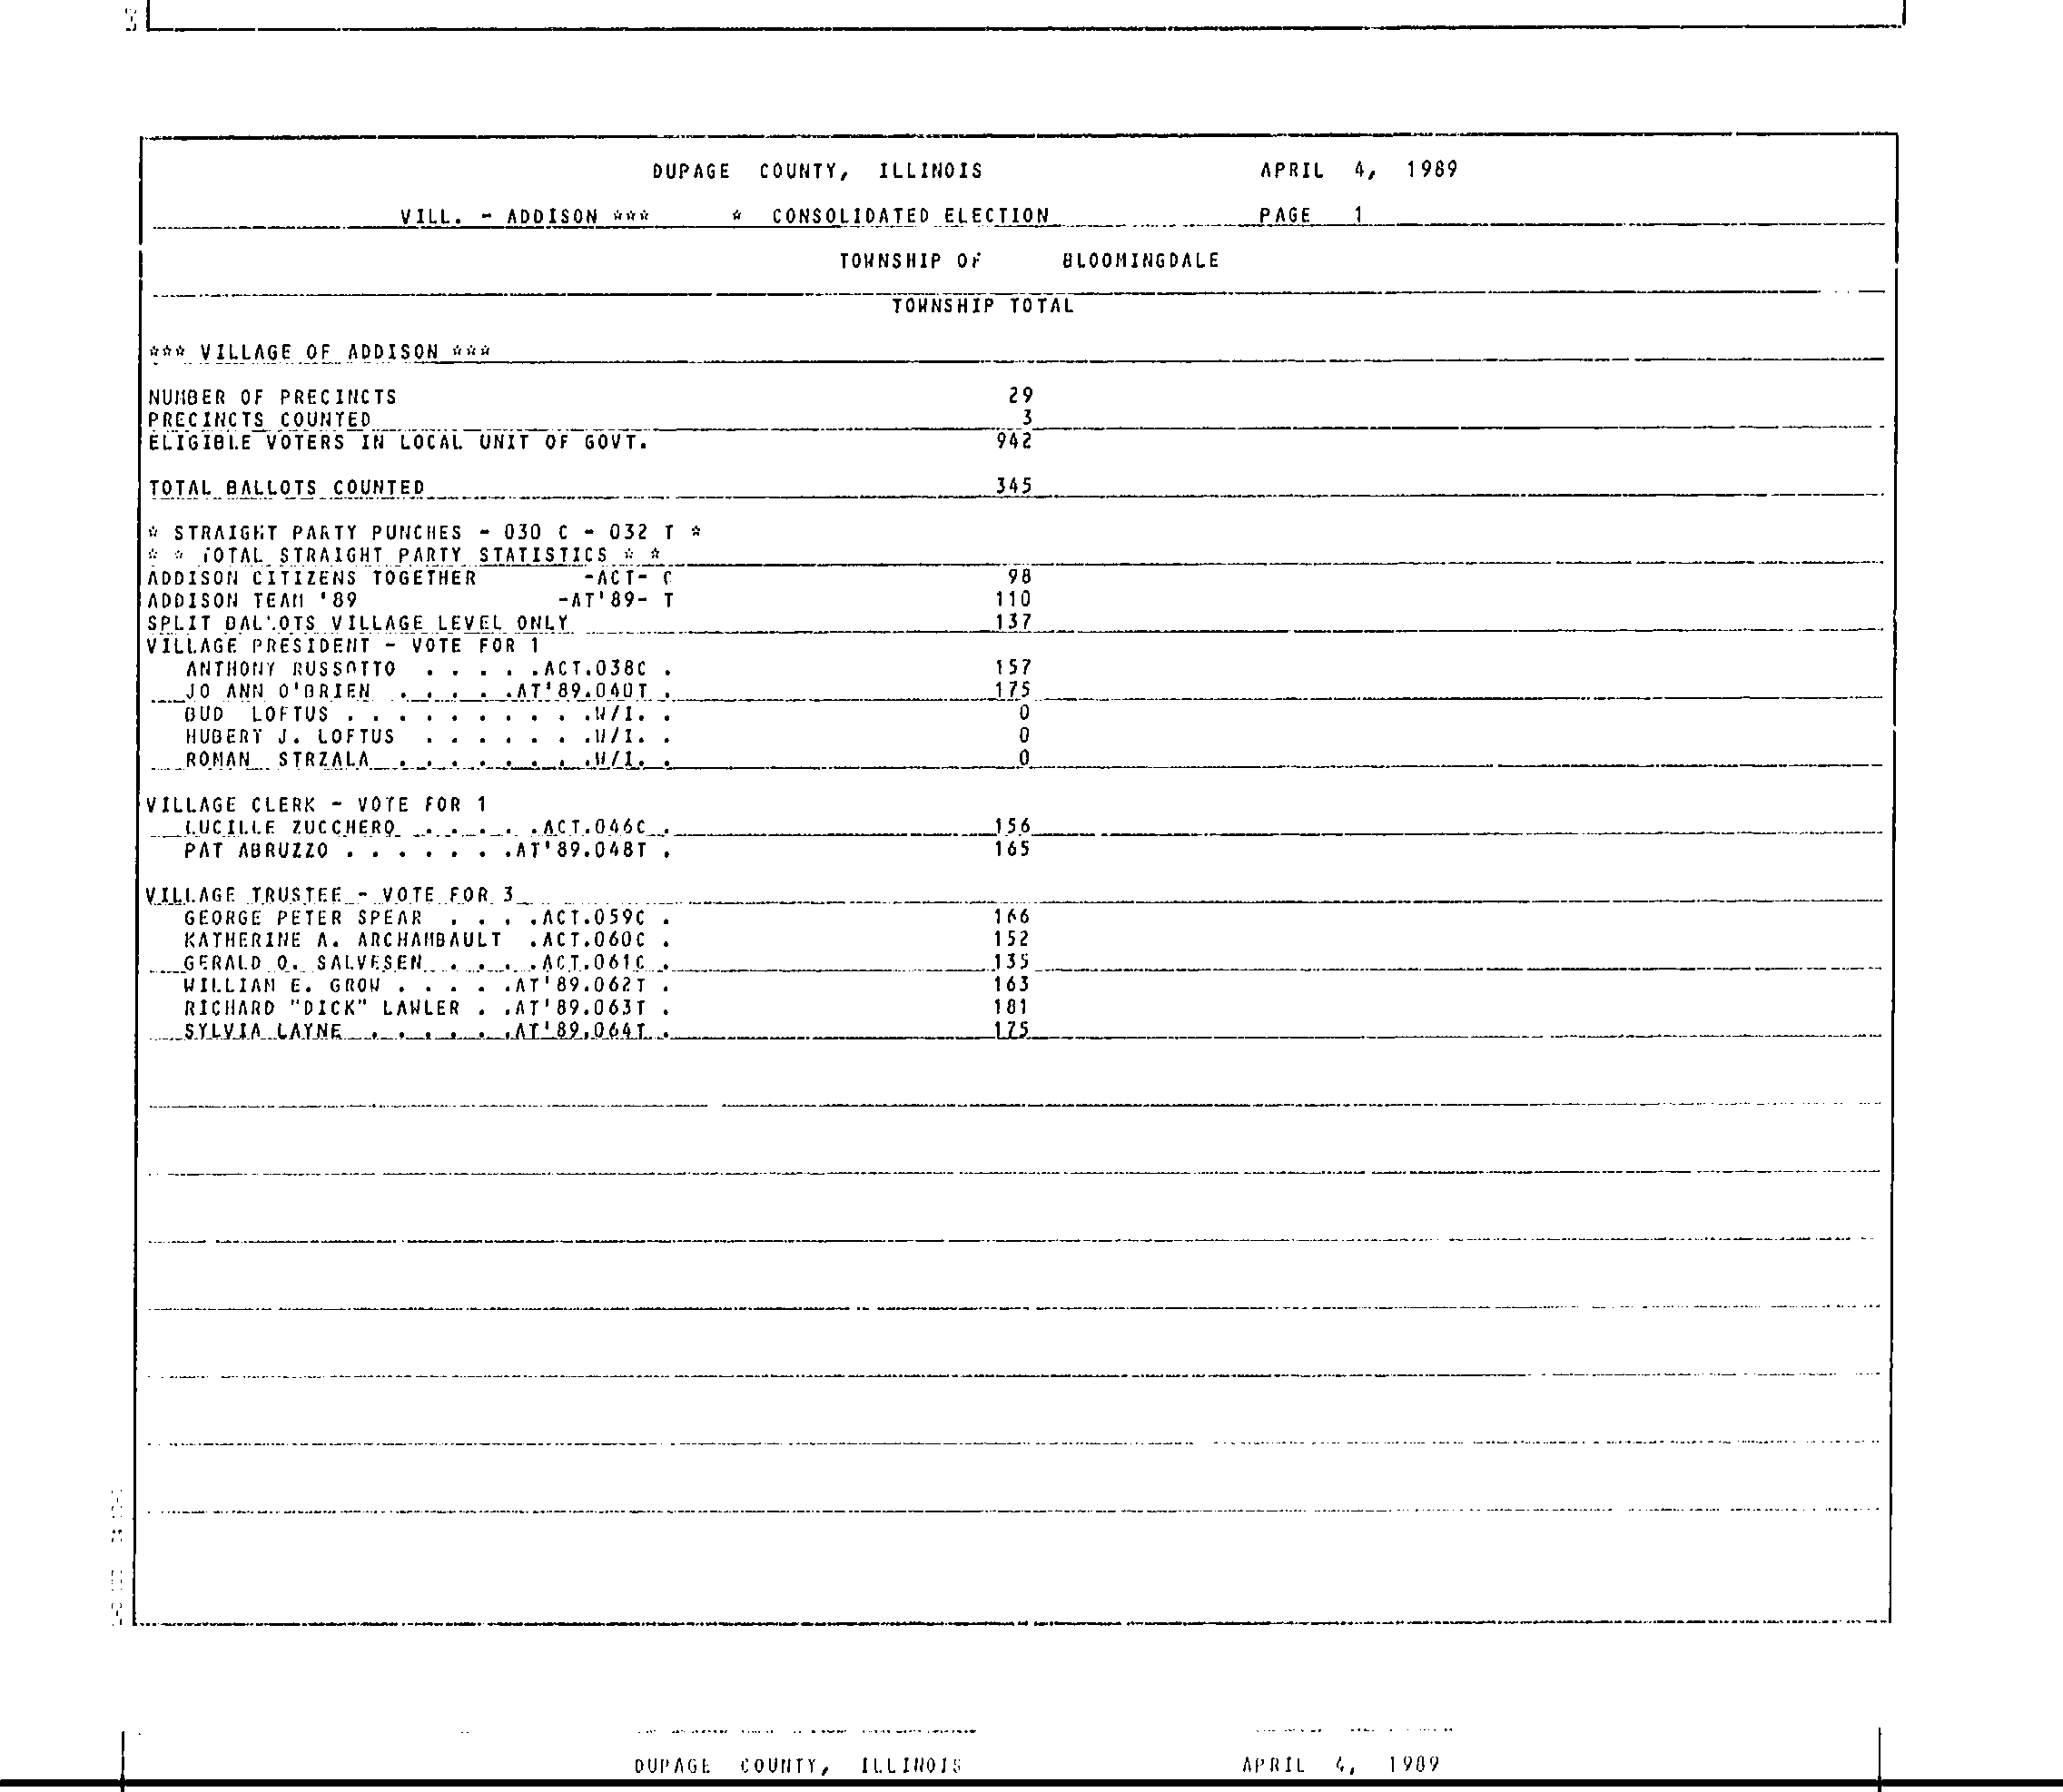 DUPAGE COUNTY, ILLINOIS APRIL 4, 1989
VILL. - ADDISON *** * CONSOLIDATED ELECTION PAGE 1
TOWNSHIP OF BLOOMINGDALE
TOWNSHIP TOTAL
*** VILLAGE OF ADDISON ***
NUMBER OF PRECINCTS 29
PRECINCTS COUNTED 3
ELIGIBLE VOTERS IN LOCAL UNIT OF GOVT. 942
TOTAL BALLOTS COUNTED 345
* STRAIGHT PARTY PUNCHES - 030 C - 032 T *
* * TOTAL STRAIGHT PARTY STATISTICS * *
ADDISON CITIZENS TOGETHER -ACT- C 98
ADDISON TEAM '89 -AT'89- T 110
SPLIT BALLOTS VILLAGE LEVEL ONLY 137
VILLAGE PRESIDENT - VOTE FOR 1
ANTHONY RUSSOTTO . . . . .ACT.038C . 157
JO ANN O'BRIEN . . . . .AT'89.040T . 175
BUD LOFTUS . . . . . . . . . .W/I. . 0
HUBERT J. LOFTUS . . . . . . .W/I. . 0
ROMAN STRZALA . . . . . . . .W/I. . 0
VILLAGE CLERK - VOTE FOR 1
LUCILLE ZUCCHERO . . . . . .ACT.046C . 156
PAT ABRUZZO . . . . . . .AT'89.048T . 165
VILLAGE TRUSTEE - VOTE FOR 3
GEORGE PETER SPEAR . . . .ACT.059C . 166
KATHERINE A. ARCHAMBAULT .ACT.060C . 152
GERALD O. SALVESEN . . . .ACT.061C . 135
WILLIAM E. GROW . . . . .AT'89.062T . 163
RICHARD "DICK" LAWLER . .AT'89.063T . 181
SYLVIA LAYNE . . . . . .AT'89.064T . 175
DUPAGE COUNTY, ILLINOIS APRIL 4, 1989